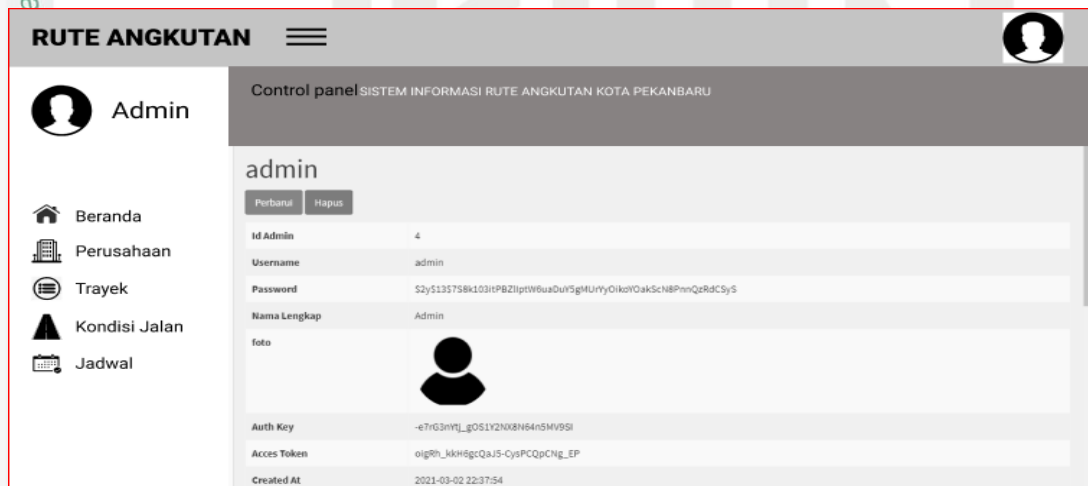 RUTE ANGKUTAN
Admin
Control panel SISTEM INFORMASI RUTE ANGKUTAN KOTA PEKANBARU
Beranda
Perusahaan
Trayek
Kondisi Jalan
Jadwal
admin
Perbarui Hapus
Id Admin 4
Username admin
Password
Nama Lengkap Admin
foto
Auth Key
Acces Token
Created At 2021-03-02 22:37:54